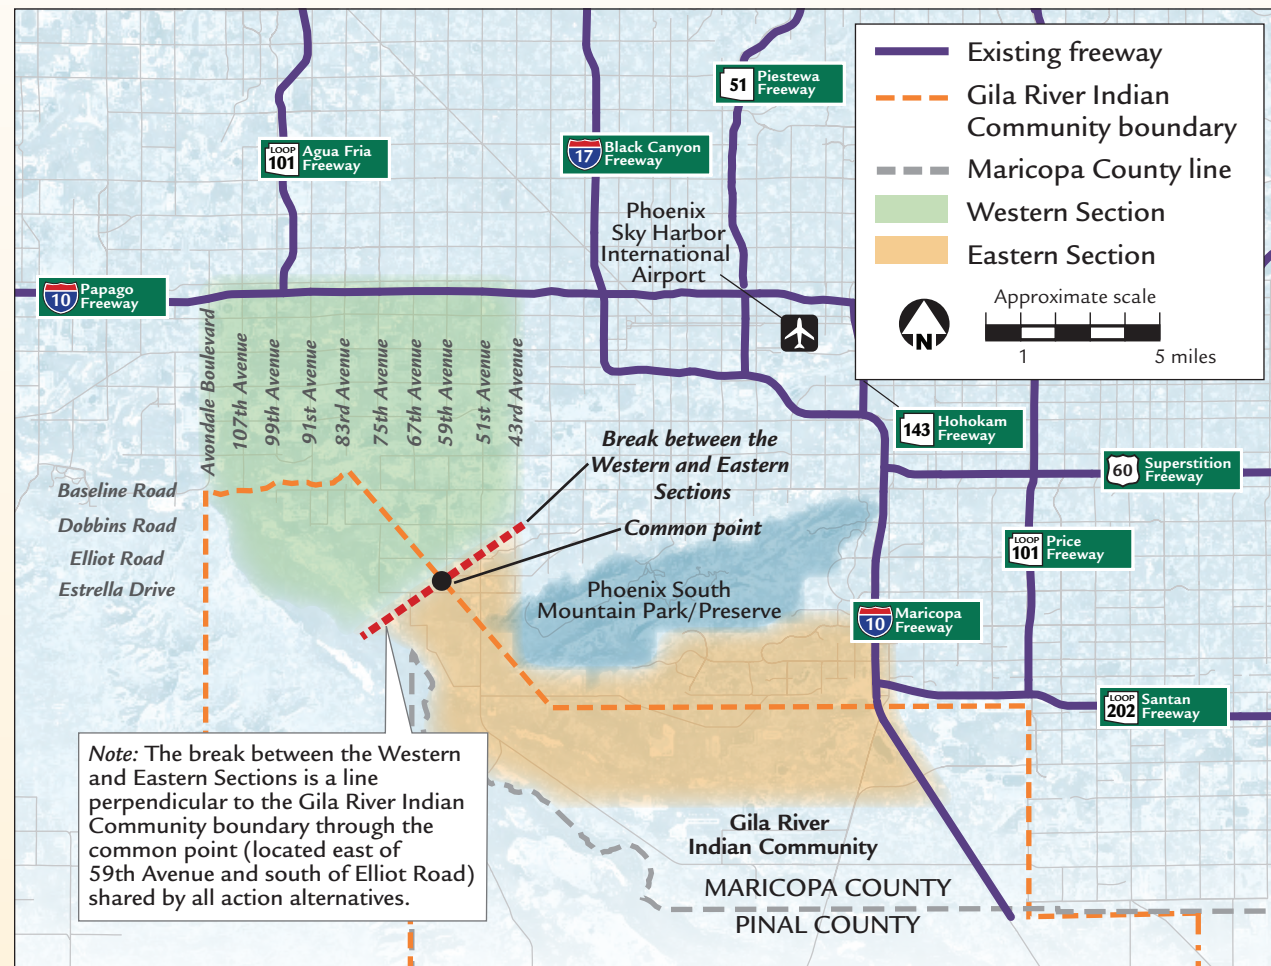 Existing freeway
Gila River Indian
Community boundary
Maricopa County line
Western Section
Eastern Section
N
Approximate scale
1
5 miles
51
Piestewa
Freeway
LOOP
101
Agua Fria
Freeway
17
Black Canyon
Freeway
Phoenix
Sky Harbor
International
Airport
10
Papago
Freeway
Avondale Boulevard
107th Avenue
99th Avenue
91st Avenue
83rd Avenue
75th Avenue
67th Avenue
59th Avenue
51st Avenue
43rd Avenue
143
Hohokam
Freeway
Break between the
Western and Eastern
Sections
60
Superstition
Freeway
Baseline Road
Dobbins Road
Elliot Road
Estrella Drive
Common point
LOOP
101
Price
Freeway
Phoenix South
Mountain Park/Preserve
10
Maricopa
Freeway
LOOP
202
Santan
Freeway
Note: The break between the Western
and Eastern Sections is a line
perpendicular to the Gila River Indian
Community boundary through the
common point (located east of
59th Avenue and south of Elliot Road)
shared by all action alternatives.
Gila River
Indian Community
MARICOPA COUNTY
PINAL COUNTY